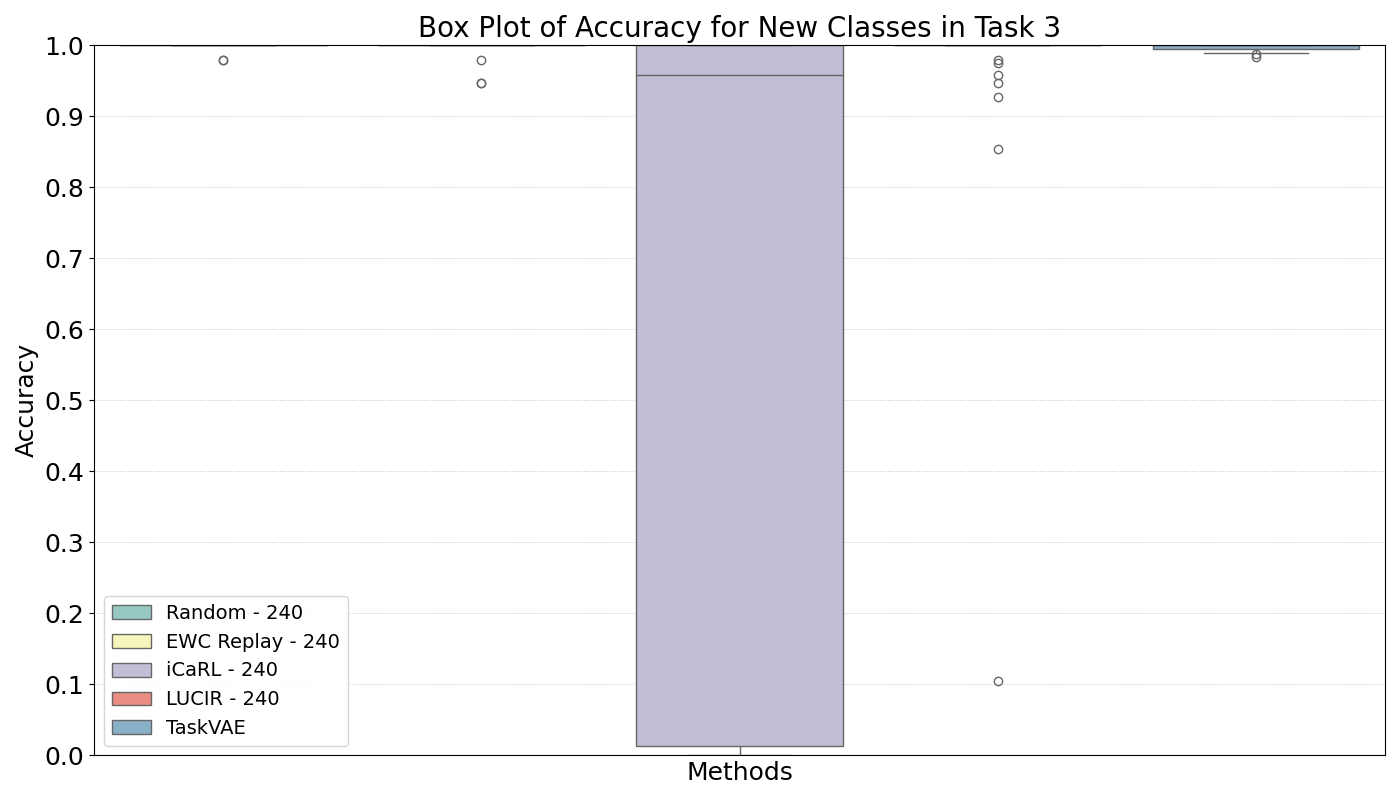 Box Plot of Accuracy for New Classes in Task 3
1.0
0.9
0.8
0.7
0.6
0.5
0.4
0.3
0.2
0.1
0.0
Accuracy
Random - 240
EWC Replay - 240
iCaRL - 240
LUCIR - 240
TaskVAE
Methods